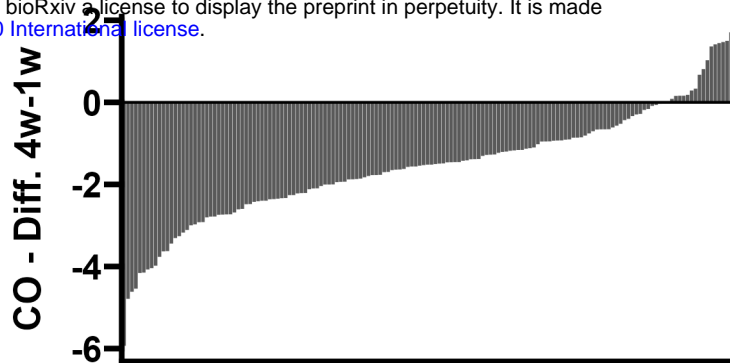 bioRxiv a license to display the preprint in perpetuity. It is made
0 International license.
CO - Diff. 4w-1w
2
0
-2
-4
-6